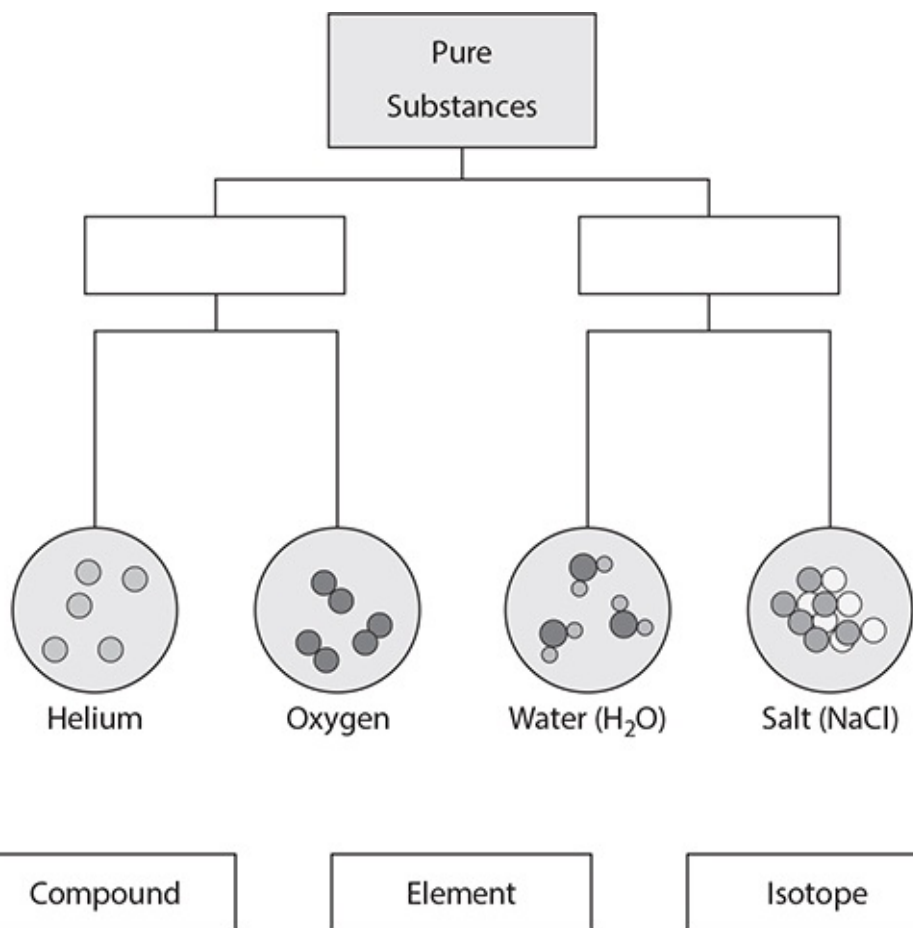 Pure
Substances
Helium
Oxygen
Water (H₂O)
Salt (NaCl)
Compound
Element
Isotope